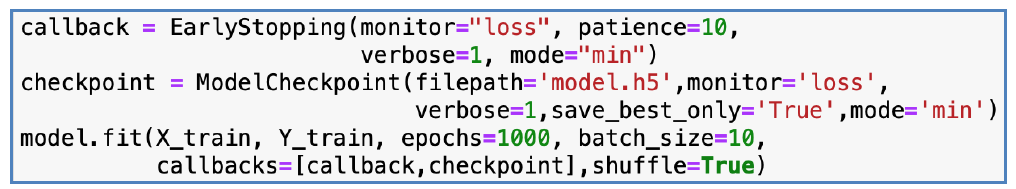 callback = EarlyStopping(monitor="loss", patience=10,
verbose=1, mode="min")
checkpoint = ModelCheckpoint(filepath='model.h5',monitor='loss',
verbose=1,save_best_only='True',mode='min')
model.fit(X_train, Y_train, epochs=1000, batch_size=10,
callbacks=[callback,checkpoint],shuffle=True)